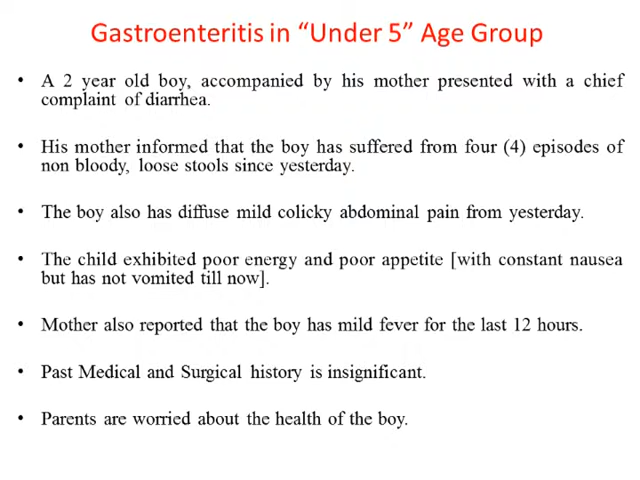 Gastroenteritis in “Under 5” Age Group
• A 2 year old boy, accompanied by his mother presented with a chief
complaint of diarrhea.
• His mother informed that the boy has suffered from four (4) episodes of
non bloody, loose stools since yesterday.
• The boy also has diffuse mild colicky abdominal pain from yesterday.
• The child exhibited poor energy and poor appetite [with constant nausea
but has not vomited till now].
• Mother also reported that the boy has mild fever for the last 12 hours.
• Past Medical and Surgical history is insignificant.
• Parents are worried about the health of the boy.